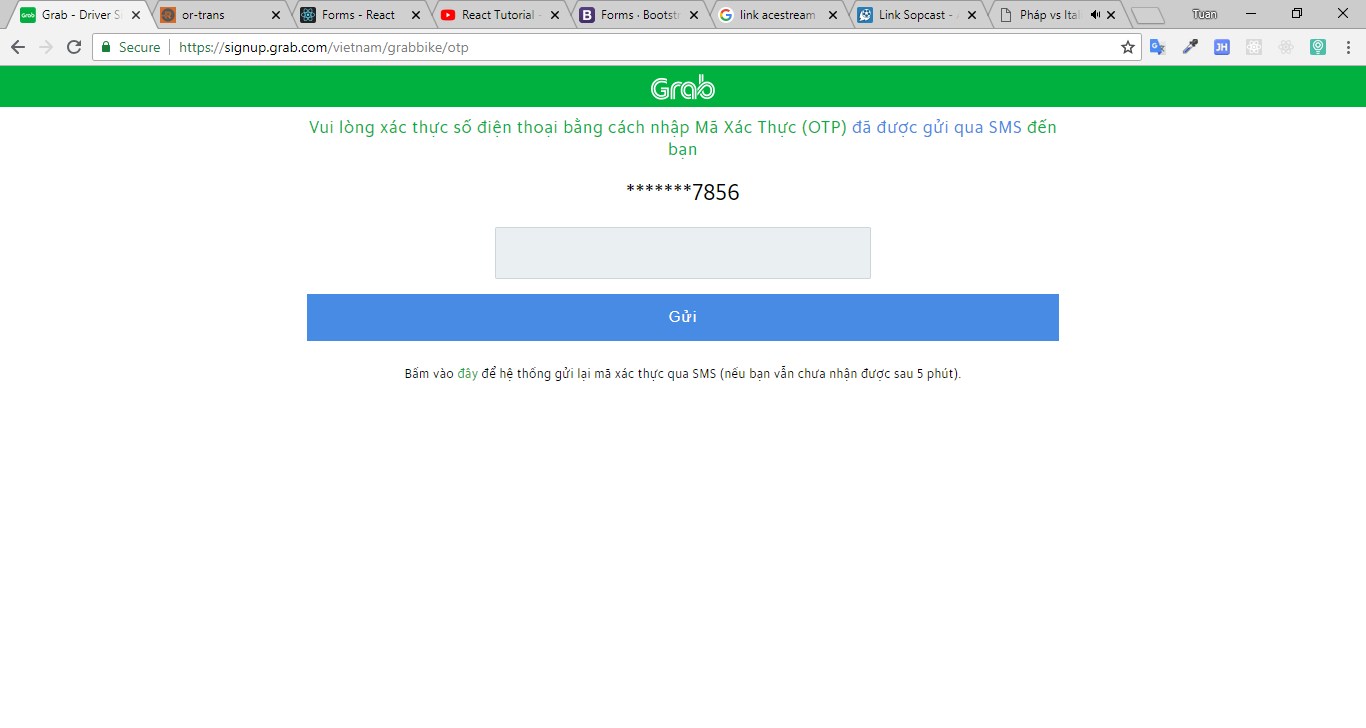 Grab - Driver Si
or-trans
Forms - React
React Tutorial -
Forms · Bootst
link acestream
Link Sopcast -
Pháp vs Ital
Tuan
Secure
https://signup.grab.com/vietnam/grabbike/otp
JH
Grab
Vui lòng xác thực số điện thoại bằng cách nhập Mã Xác Thực (OTP) đã được gửi qua SMS đến
bạn
*******7856
Gửi
Bấm vào đây để hệ thống gửi lại mã xác thực qua SMS (nếu bạn vẫn chưa nhận được sau 5 phút).